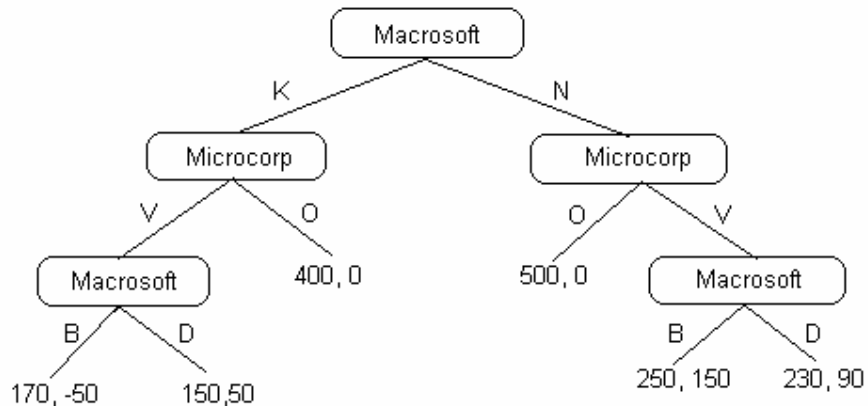 Macrosoft
K N
Microcorp Microcorp
V O O V
Macrosoft 400, 0 500, 0 Macrosoft
B D B D
170, -50 150,50 250, 150 230, 90